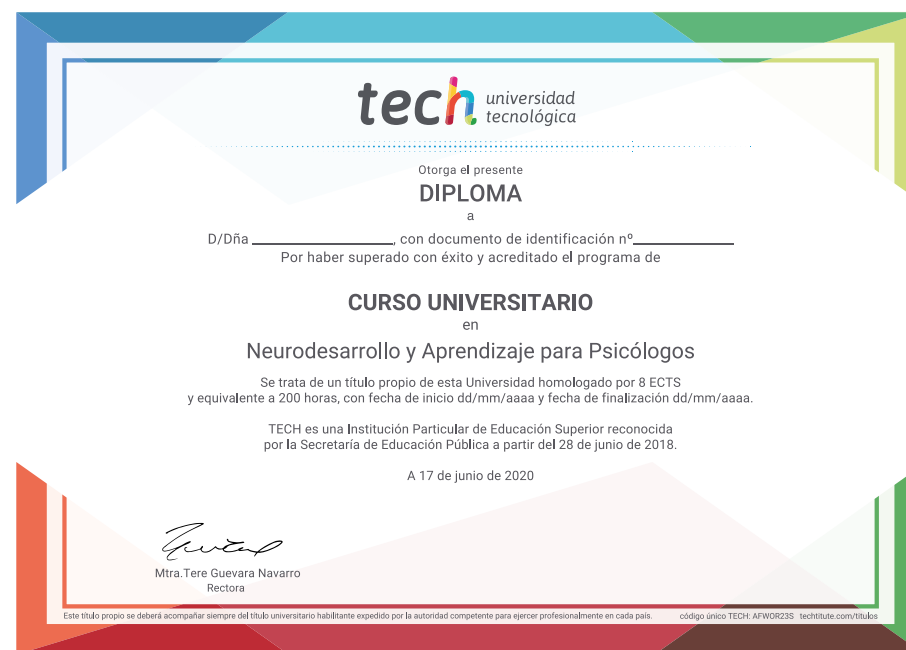 tech universidad
tecnológica
Otorga el presente
DIPLOMA
a
D/Dña ________________, con documento de identificación nº____________
Por haber superado con éxito y acreditado el programa de
CURSO UNIVERSITARIO
en
Neurodesarrollo y Aprendizaje para Psicólogos
Se trata de un título propio de esta Universidad homologado por 8 ECTS
y equivalente a 200 horas, con fecha de inicio dd/mm/aaaa y fecha de finalización dd/mm/aaaa.
TECH es una Institución Particular de Educación Superior reconocida
por la Secretaría de Educación Pública a partir del 28 de junio de 2018.
A 17 de junio de 2020
Mtra.Tere Guevara Navarro
Rectora
Este título propio se deberá acompañar siempre del título universitario habilitante expedido por la autoridad competente para ejercer profesionalmente en cada país. código único TECH: AFWOR23S techtitute.com/titulos